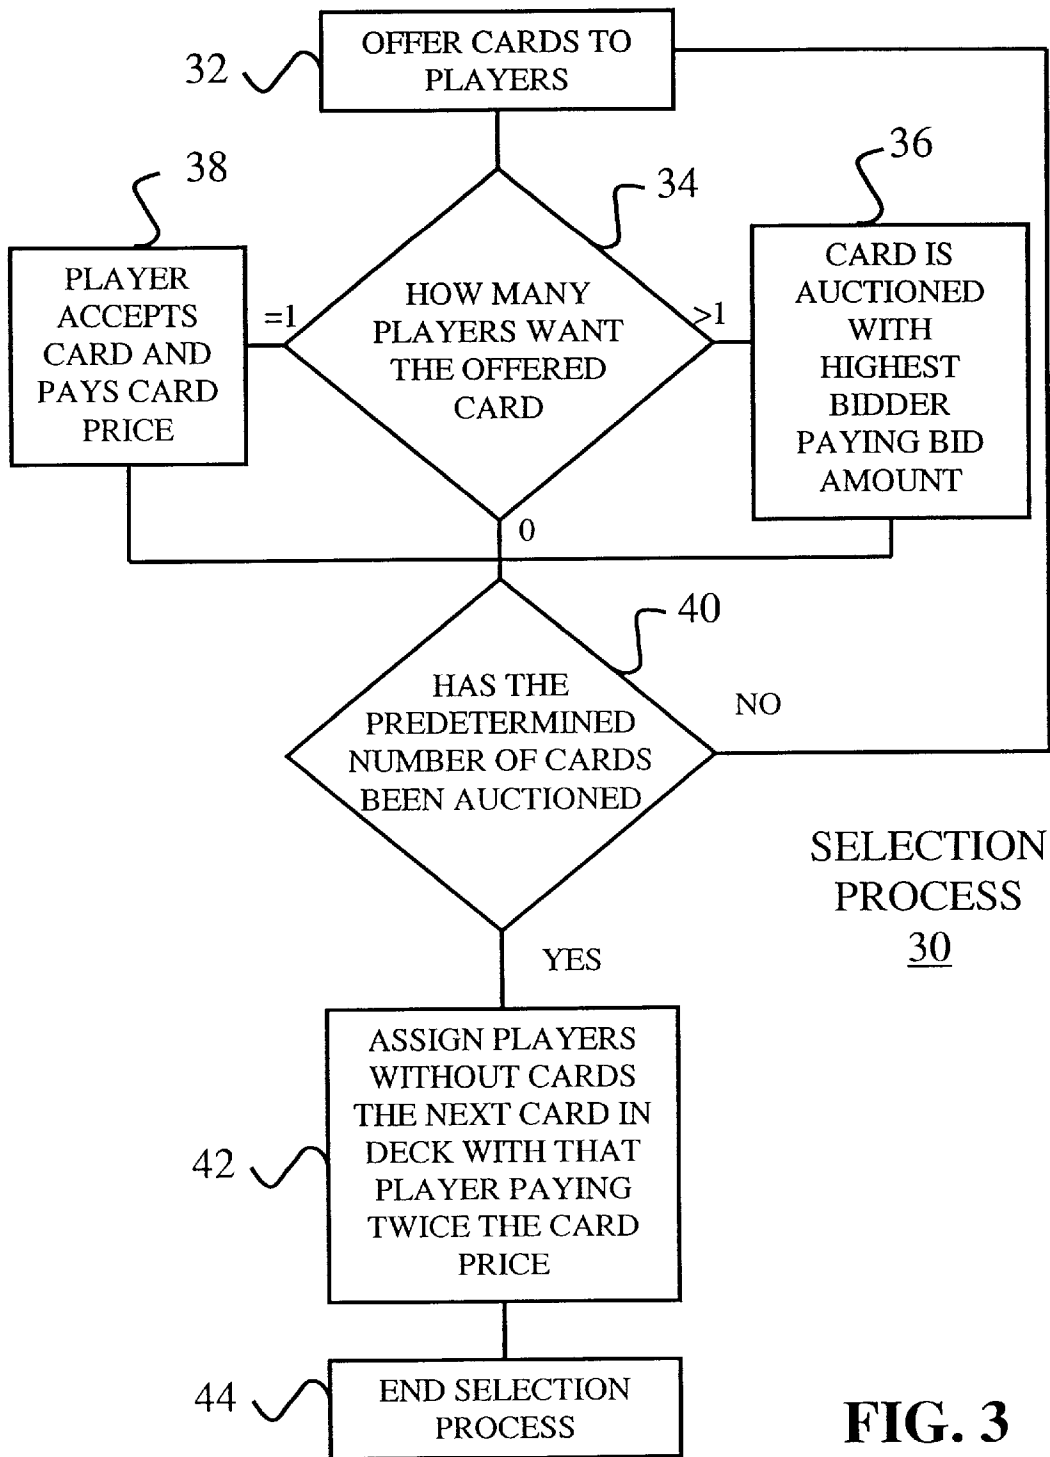 OFFER CARDS TO
PLAYERS
32
38
34
36
PLAYER
ACCEPTS
CARD AND
PAYS CARD
PRICE
=1
HOW MANY
PLAYERS WANT
THE OFFERED
CARD
>1
CARD IS
AUCTIONED
WITH
HIGHEST
BIDDER
PAYING BID
AMOUNT
0
40
HAS THE
PREDETERMINED
NUMBER OF CARDS
BEEN AUCTIONED
NO
SELECTION
PROCESS
30
YES
ASSIGN PLAYERS
WITHOUT CARDS
THE NEXT CARD IN
DECK WITH THAT
PLAYER PAYING
TWICE THE CARD
PRICE
42
END SELECTION
PROCESS
44
FIG. 3